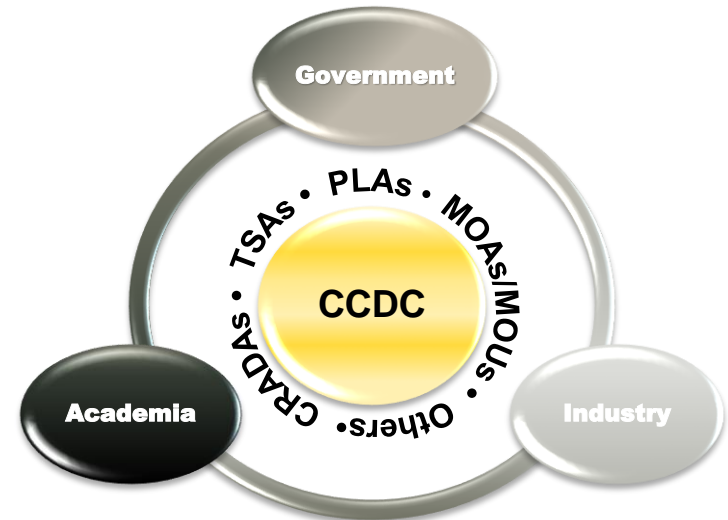 Government
TSAs • PLAs • MOAs/MOUs • Others • CRADAs •
CCDC
Academia
Industry